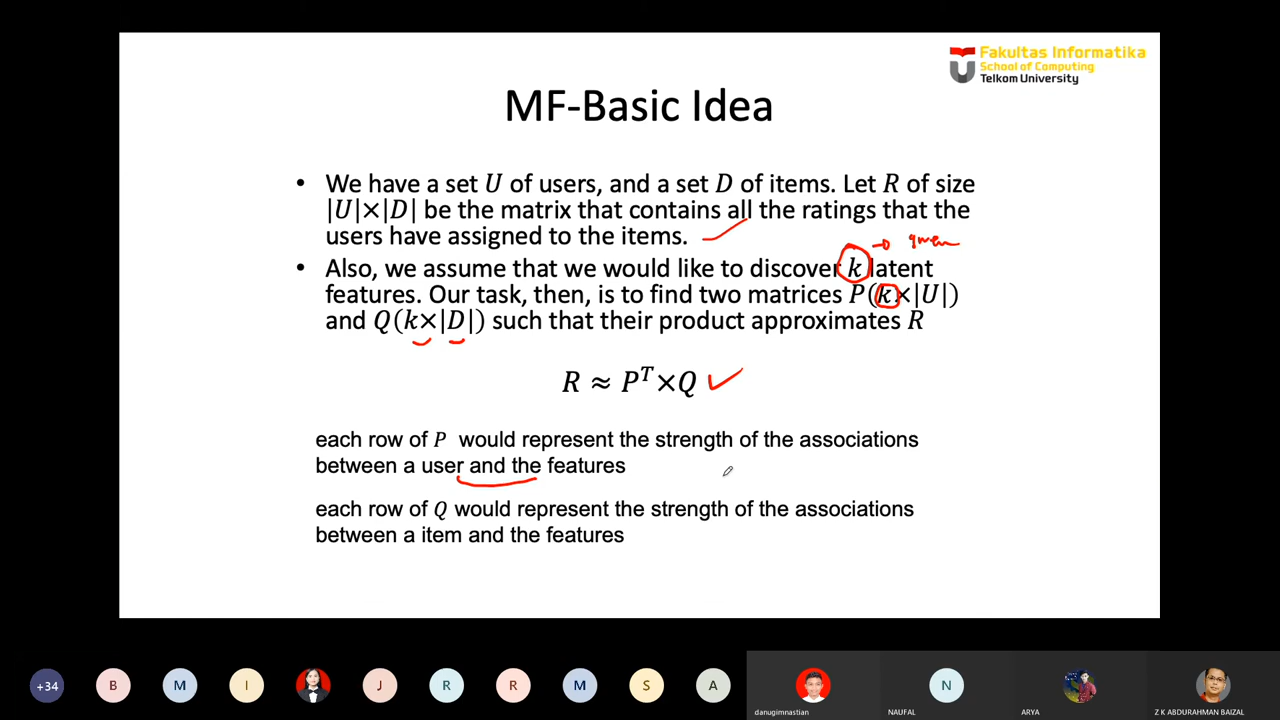 Fakultas Informatika
School of Computing
Telkom University
MF-Basic Idea
• We have a set U of users, and a set D of items. Let R of size
|U|×|D| be the matrix that contains all the ratings that the
users have assigned to the items.
given
• Also, we assume that we would like to discover k latent
features. Our task, then, is to find two matrices P(k×|U|)
and Q(k×|D|) such that their product approximates R
R ≈ Pᵀ×Q
each row of P would represent the strength of the associations
between a user and the features
each row of Q would represent the strength of the associations
between a item and the features
+34 B M I J R R M S A N
danugimnastian NAUFAL ARYA Z K ABDURAHMAN BAIZAL